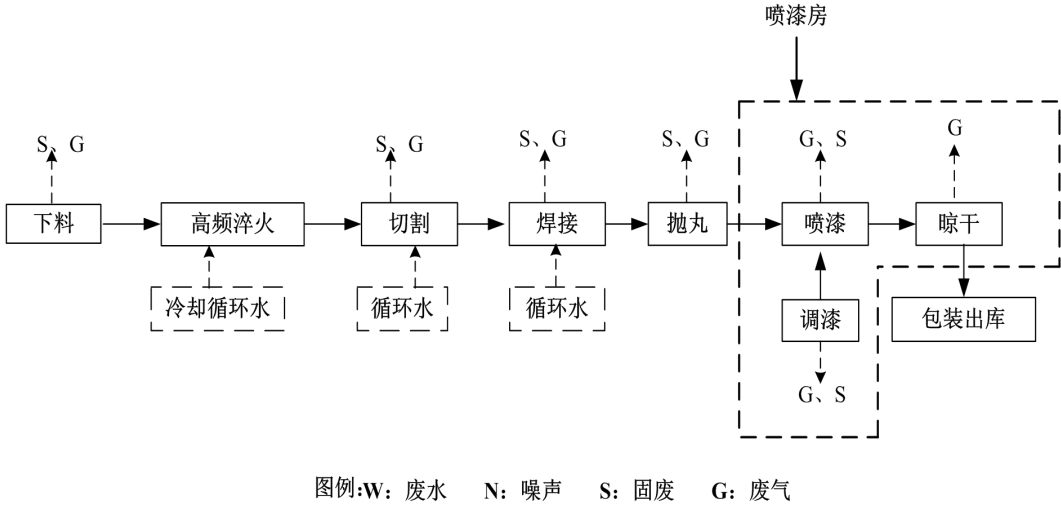 喷漆房
S、G
S、G
S、G
S、G
G、S
G
下料
高频淬火
切割
焊接
抛丸
喷漆
晾干
冷却循环水
循环水
循环水
调漆
包装出库
G、S
图例:W：废水 N：噪声 S：固废 G：废气